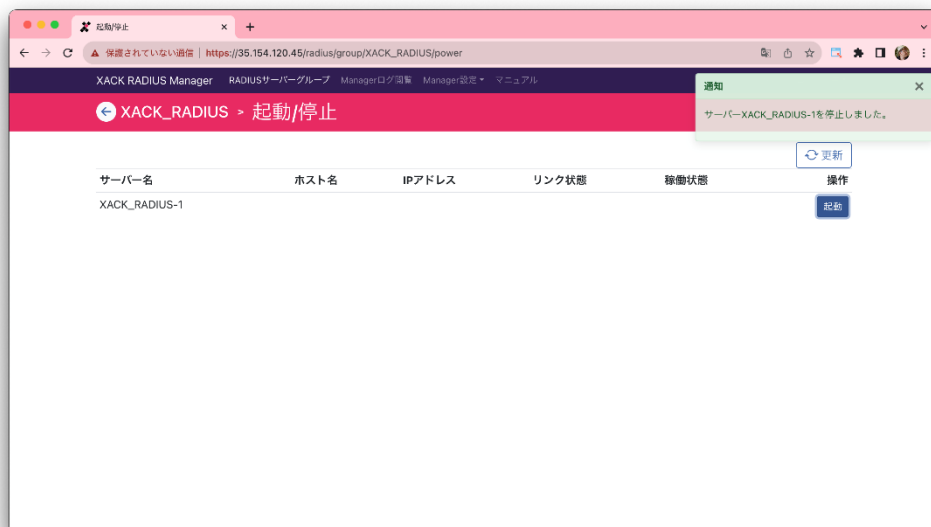 起動/停止
保護されていない通信 | https://35.154.120.45/radius/group/XACK_RADIUS/power
XACK RADIUS Manager RADIUSサーバーグループ Managerログ閲覧 Manager設定 マニュアル
通知
サーバーXACK_RADIUS-1を停止しました。
XACK_RADIUS > 起動/停止
更新
サーバー名 ホスト名 IPアドレス リンク状態 稼働状態 操作
XACK_RADIUS-1 起動